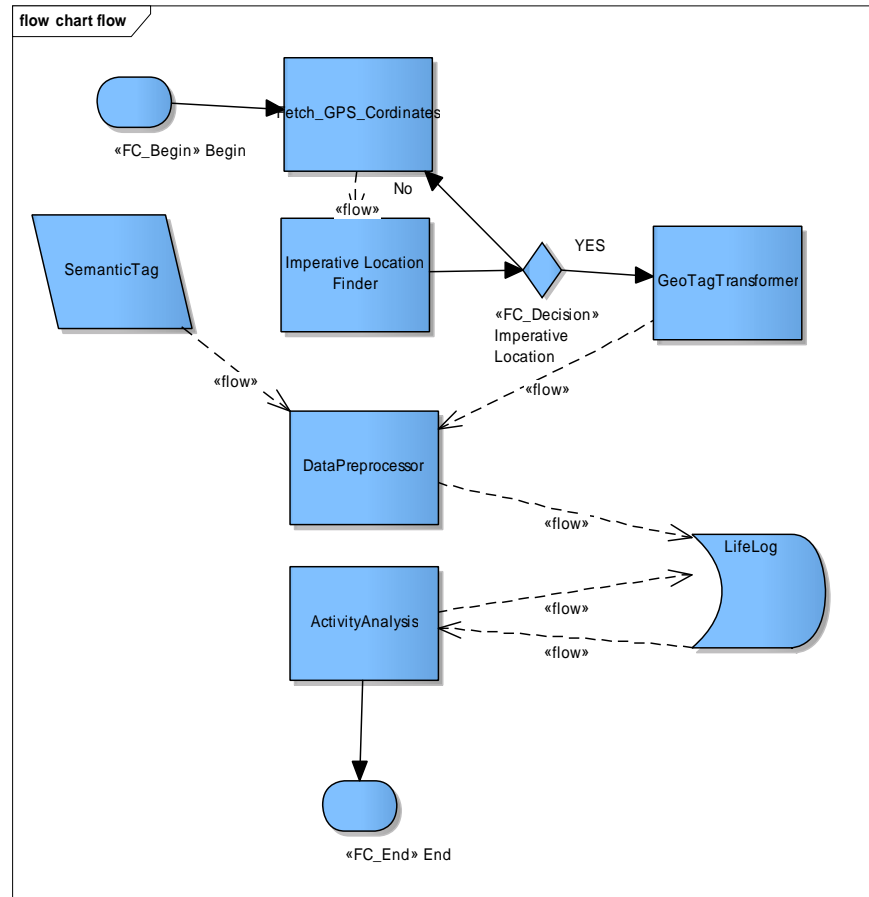 flow chart flow
Fetch_GPS_Cordinates
«FC_Begin» Begin
No
«flow»
SemanticTag
Imperative Location
Finder
YES
GeoTagTransformer
«FC_Decision»
Imperative
Location
«flow»
«flow»
DataPreprocessor
«flow»
LifeLog
ActivityAnalysis
«flow»
«flow»
«FC_End» End